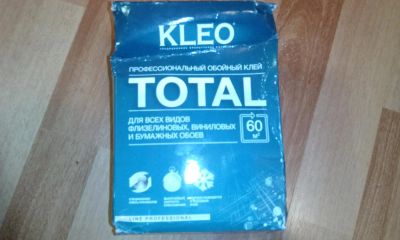 KLEO
ПРОФЕССИОНАЛЬНЫЙ ОБОЙНЫЙ КЛЕЙ
TOTAL
ДЛЯ ВСЕХ ВИДОВ
ФЛИЗЕЛИНОВЫХ, ВИНИЛОВЫХ
И БУМАЖНЫХ ОБОЕВ
60
м²
LINE PROFESSIONAL